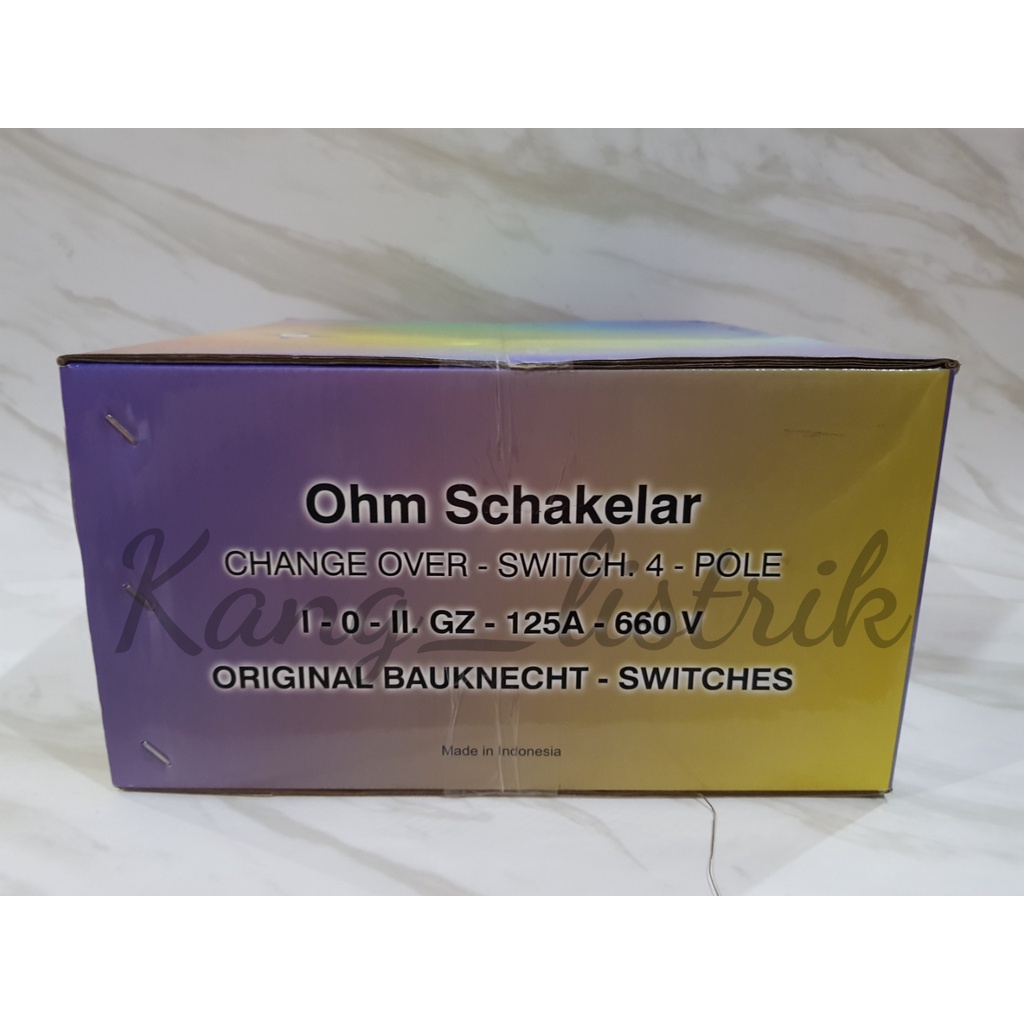 Ohm Schakelar
CHANGE OVER - SWITCH. 4 - POLE
I - 0 - II. GZ - 125A - 660 V
Kang_listrik
ORIGINAL BAUKNECHT - SWITCHES
Made in Indonesia